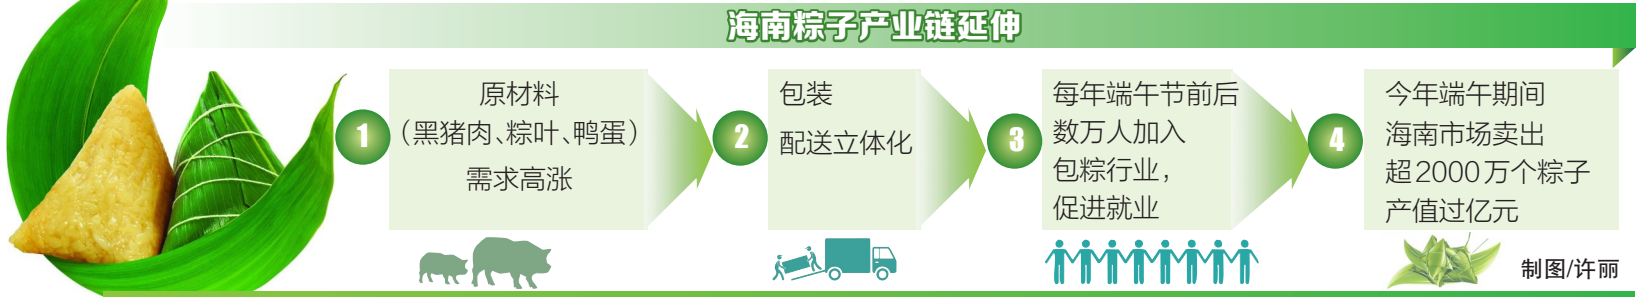 海南粽子产业链延伸
1
原材料
（黑猪肉、粽叶、鸭蛋）
需求高涨
2
包装
配送立体化
3
每年端午节前后
数万人加入
包粽行业，
促进就业
4
今年端午期间
海南市场卖出
超2000万个粽子
产值过亿元
制图/许丽